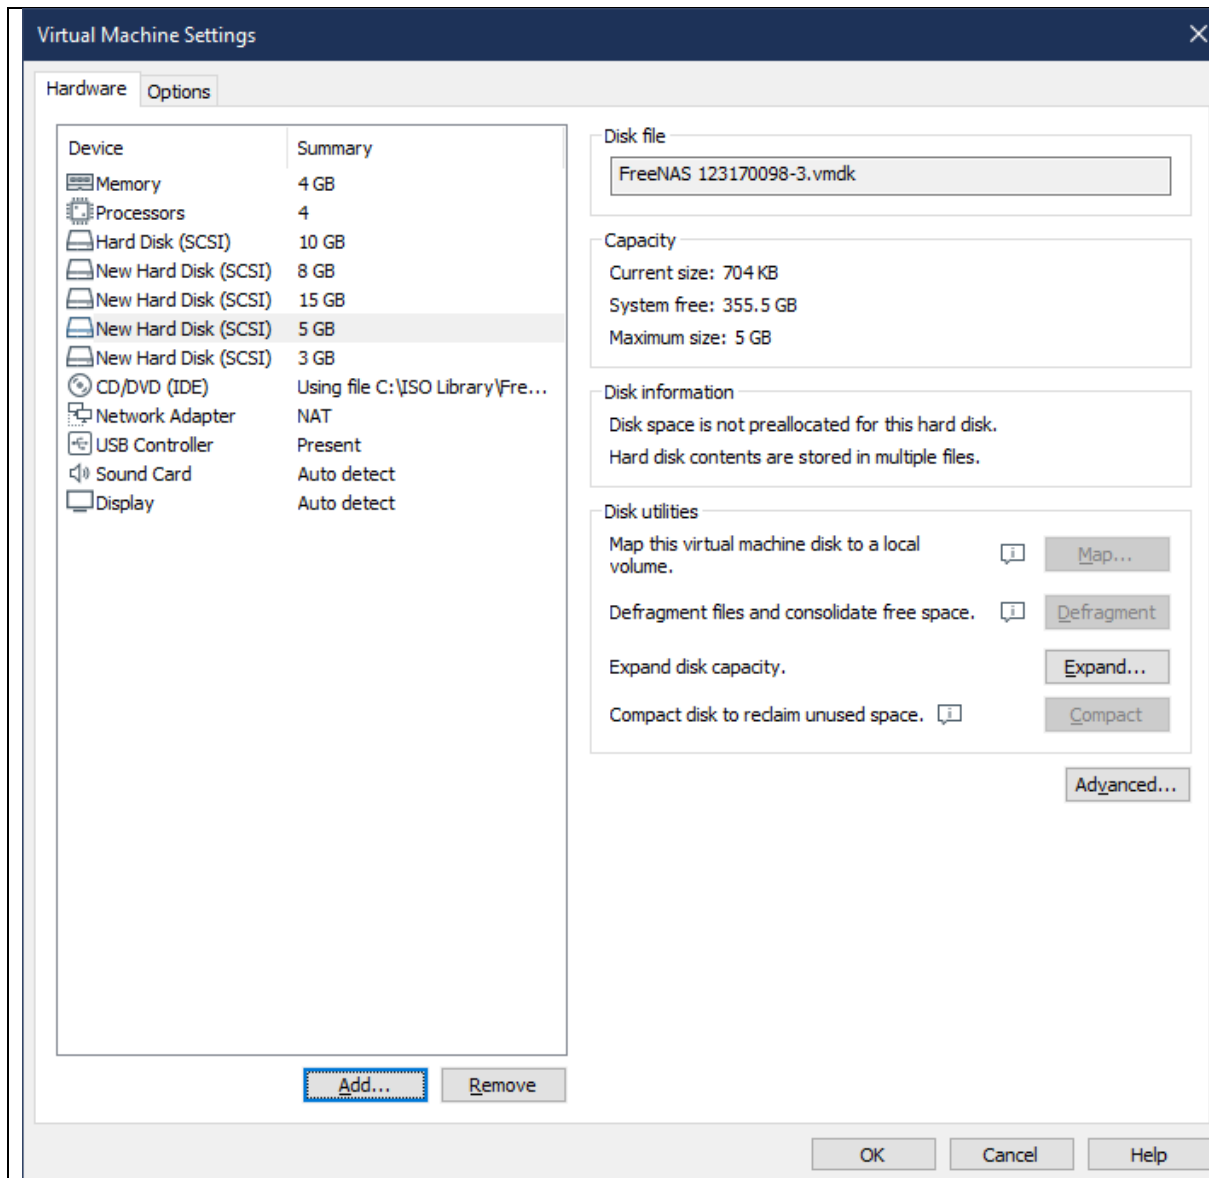 Virtual Machine Settings
Hardware
Options
Device Summary
Memory 4 GB
Processors 4
Hard Disk (SCSI) 10 GB
New Hard Disk (SCSI) 8 GB
New Hard Disk (SCSI) 15 GB
New Hard Disk (SCSI) 5 GB
New Hard Disk (SCSI) 3 GB
CD/DVD (IDE) Using file C:\ISO Library\Fre...
Network Adapter NAT
USB Controller Present
Sound Card Auto detect
Display Auto detect
Add...
Remove
Disk file
FreeNAS 123170098-3.vmdk
Capacity
Current size: 704 KB
System free: 355.5 GB
Maximum size: 5 GB
Disk information
Disk space is not preallocated for this hard disk.
Hard disk contents are stored in multiple files.
Disk utilities
Map this virtual machine disk to a local
volume.
Map...
Defragment files and consolidate free space.
Defragment
Expand disk capacity.
Expand...
Compact disk to reclaim unused space.
Compact
Advanced...
OK
Cancel
Help